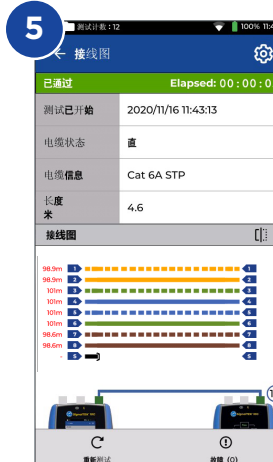 5
测试计数：12
100% 11:4
← 接线图
已通过 Elapsed: 00:00:0
测试已开始 2020/11/16 11:43:13
电缆状态 直
电缆信息 Cat 6A STP
长度
米 4.6
接线图
98.9m 1 1
98.9m 2 2
101m 3 3
101m 4 4
101m 5 5
101m 6 6
98.6m 7 7
98.6m 8 8
- S S
1
重新测试 故障 (0)